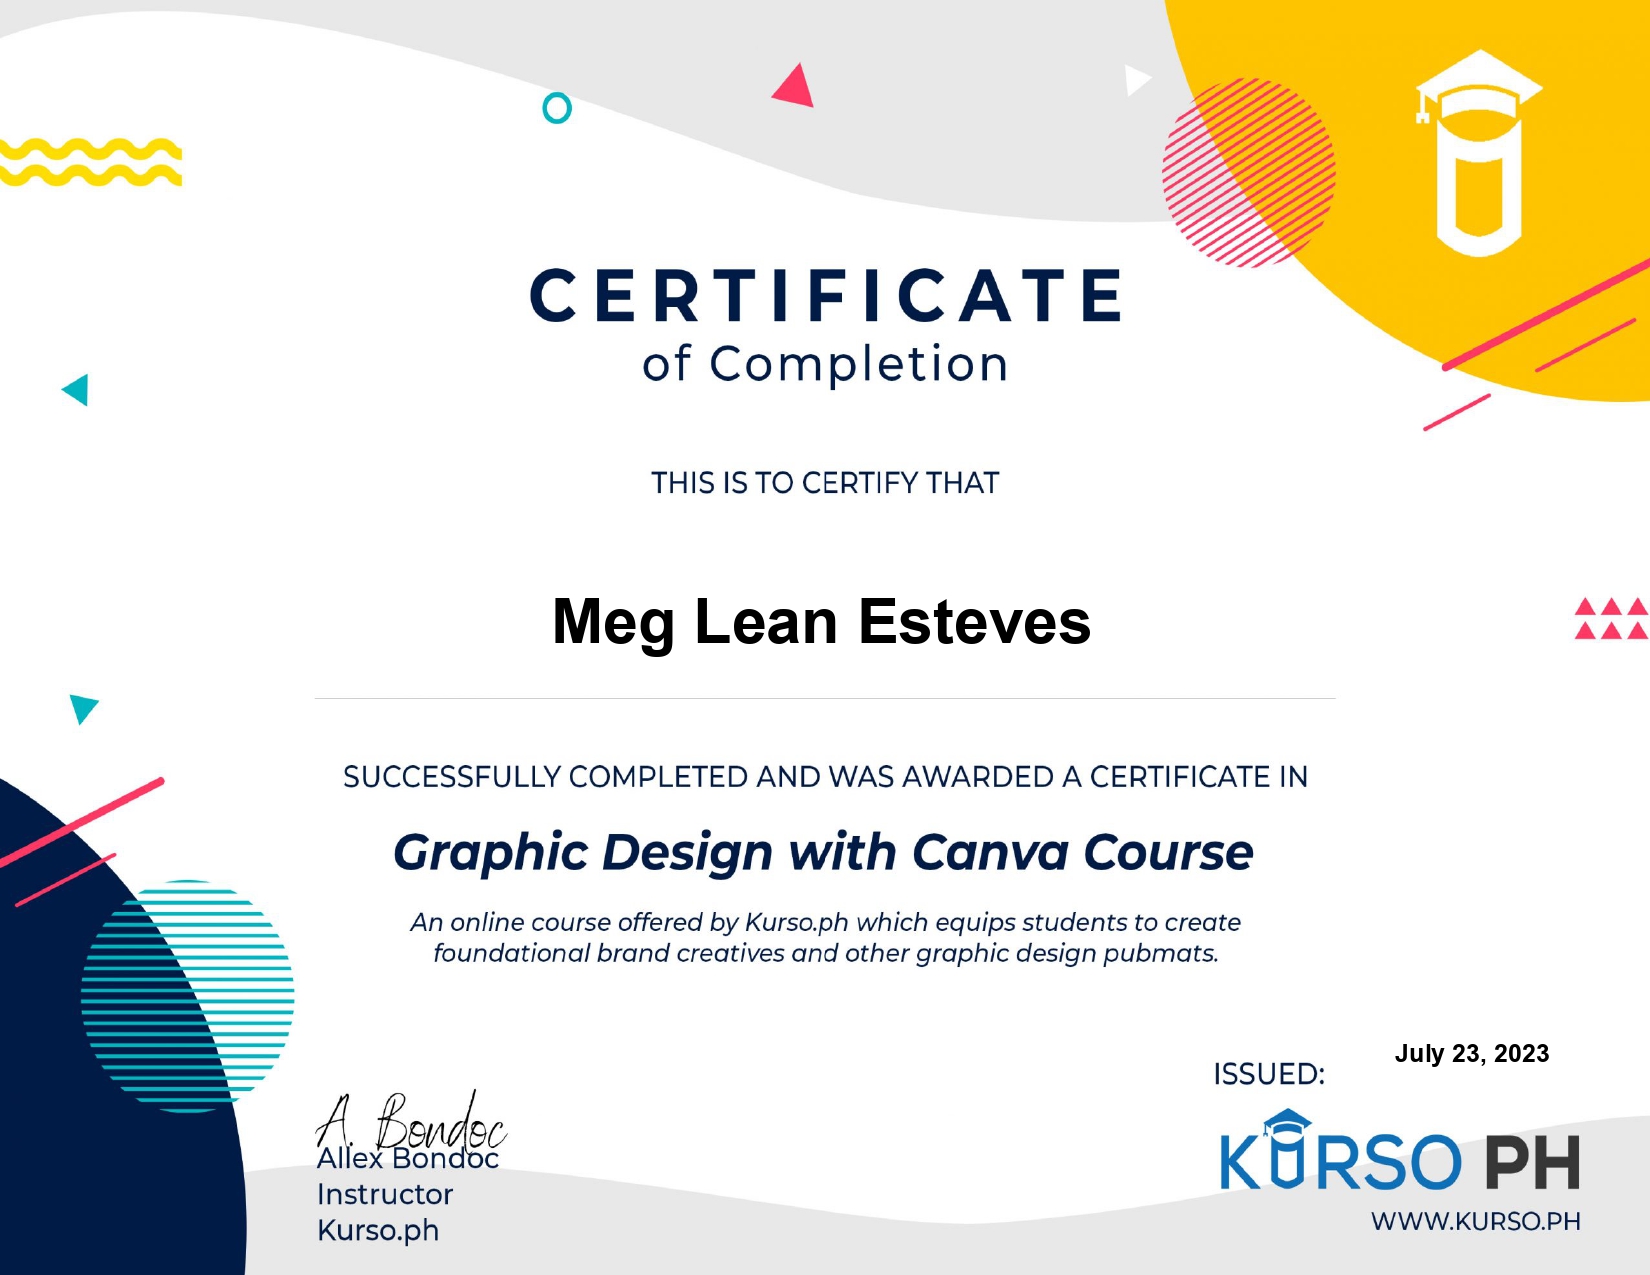 CERTIFICATE
of Completion
THIS IS TO CERTIFY THAT
Meg Lean Esteves
SUCCESSFULLY COMPLETED AND WAS AWARDED A CERTIFICATE IN
Graphic Design with Canva Course
An online course offered by Kurso.ph which equips students to create
foundational brand creatives and other graphic design pubmats.
July 23, 2023
ISSUED:
A. Bondoc
Allex Bondoc
Instructor
Kurso.ph
KURSO PH
WWW.KURSO.PH